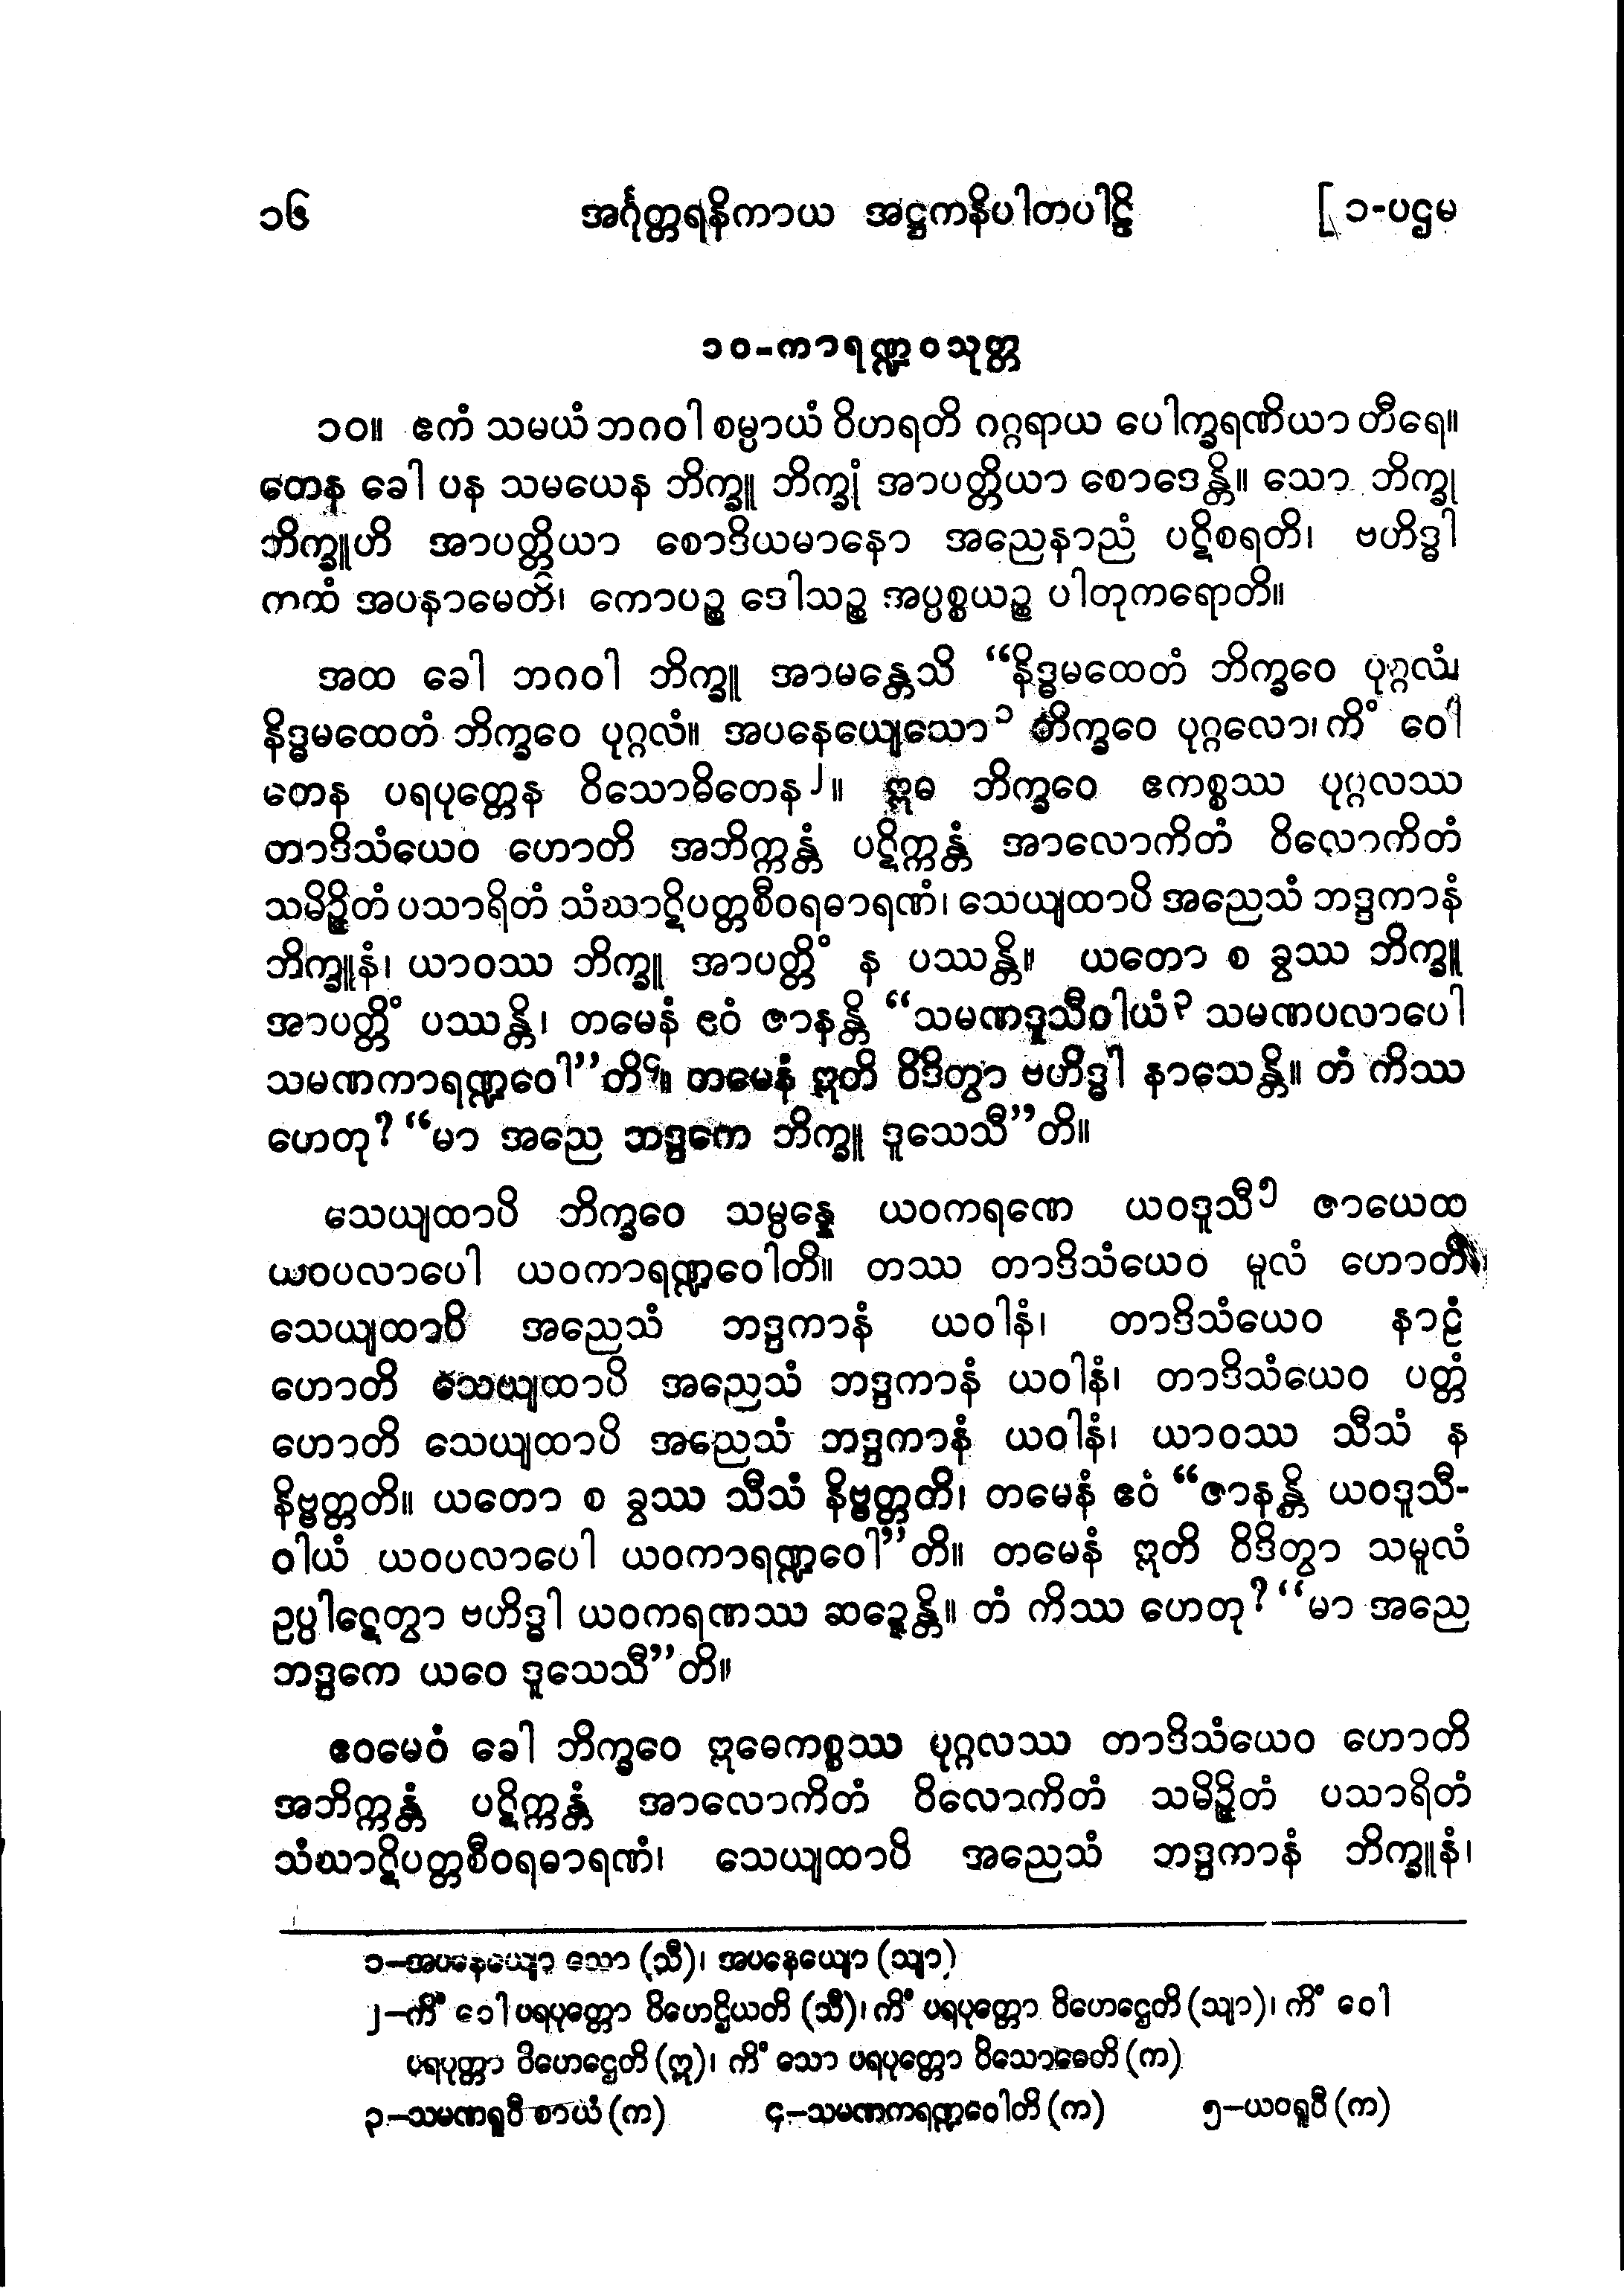 ၁၆ အင်္ဂုတ္တရနိကာယ အဋ္ဌကနိပါတပါဠိ [ ၁-ပဌမ
၁၀-ကာရဏ္ဍဝသုတ္တ
၁၀။ ဧကံ သမယံ ဘဂဝါ စမ္ပာယံ ဝိဟရတိ ဂဂ္ဂရာယ ပေါက္ခရဏိယာ တီရေ။
တေန ခေါ ပန သမယေန ဘိက္ခူ ဘိက္ခုံ အာပတ္တိယာ စောဒေန္တိ။ သော ဘိက္ခု
ဘိက္ခူဟိ အာပတ္တိယာ စောဒိယမာနော အညေနာညံ ပဋိစရတိ၊ ဗဟိဒ္ဓါ
ကထံ အပနာမေတိ၊ ကောပဉ္စ ဒေါသဉ္စ အပ္ပစ္စယဉ္စ ပါတုကရောတိ။
အထ ခေါ ဘဂဝါ ဘိက္ခူ အာမန္တေသိ “နိဒ္ဓမထေတံ ဘိက္ခဝေ ပုဂ္ဂလံ၊
နိဒ္ဓမထေတံ ဘိက္ခဝေ ပုဂ္ဂလံ။ အပနေယျေသော၁ ဘိက္ခဝေ ပုဂ္ဂလော၊ ကိံ ဝေါ
တေန ပရပုတ္တေန ဝိသောဓိတေန၂။ ဣဓ ဘိက္ခဝေ ဧကစ္စဿ ပုဂ္ဂလဿ
တာဒိသံယေဝ ဟောတိ အဘိက္ကန္တံ ပဋိက္ကန္တံ အာလောကိတံ ဝိလောကိတံ
သမိဉ္ဇိတံ ပသာရိတံ သံဃာဋိပတ္တစီဝရဓာရဏံ၊ သေယျထာပိ အညေသံ ဘဒ္ဒကာနံ
ဘိက္ခူနံ၊ ယာဝဿ ဘိက္ခူ အာပတ္တိံ န ပဿန္တိ။ ယတော စ ခွဿ ဘိက္ခူ
အာပတ္တိံ ပဿန္တိ၊ တမေနံ ဧဝံ ဇာနန္တိ “သမဏဒူသီဝါယံ၃ သမဏပလာပေါ
သမဏကာရဏ္ဍဝေါ”တိ၄။ တမေနံ ဣတိ ဝိဒိတွာ ဗဟိဒ္ဓါ နာသေန္တိ။ တံ ကိဿ
ဟေတု? “မာ အညေ ဘဒ္ဒကေ ဘိက္ခူ ဒူသေသီ”တိ။
သေယျထာပိ ဘိက္ခဝေ သမ္ပန္နေ ယဝကရဏေ ယဝဒူသီ၅ ဇာယေထ
ယဝပလာပေါ ယဝကာရဏ္ဍဝေါတိ။ တဿ တာဒိသံယေဝ မူလံ ဟောတိ
သေယျထာပိ အညေသံ ဘဒ္ဒကာနံ ယဝါနံ၊ တာဒိသံယေဝ နာဠံ
ဟောတိ သေယျထာပိ အညေသံ ဘဒ္ဒကာနံ ယဝါနံ၊ တာဒိသံယေဝ ပတ္တံ
ဟောတိ သေယျထာပိ အညေသံ ဘဒ္ဒကာနံ ယဝါနံ၊ ယာဝဿ သီသံ န
နိဗ္ဗတ္တတိ။ ယတော စ ခွဿ သီသံ နိဗ္ဗတ္တတိ၊ တမေနံ ဧဝံ “ဇာနန္တိ ယဝဒူသီ-
ဝါယံ ယဝပလာပေါ ယဝကာရဏ္ဍဝေါ”တိ။ တမေနံ ဣတိ ဝိဒိတွာ သမူလံ
ဥပ္ပါဋေတွာ ဗဟိဒ္ဓါ ယဝကရဏဿ ဆဍ္ဍေန္တိ။ တံ ကိဿ ဟေတု? “မာ အညေ
ဘဒ္ဒကေ ယဝေ ဒူသေသီ”တိ။
ဧဝမေဝံ ခေါ ဘိက္ခဝေ ဣဓေကစ္စဿ ပုဂ္ဂလဿ တာဒိသံယေဝ ဟောတိ
အဘိက္ကန္တံ ပဋိက္ကန္တံ အာလောကိတံ ဝိလောကိတံ သမိဉ္ဇိတံ ပသာရိတံ
သံဃာဋိပတ္တစီဝရဓာရဏံ၊ သေယျထာပိ အညေသံ ဘဒ္ဒကာနံ ဘိက္ခူနံ၊
၁-အပနေယျော သော (သီ)၊ အပနေယျော (သျာ)
၂-ကိံ ဝေါ ပရပုတ္တော ဝိဟေဌိယတိ (သီ)၊ ကိံ ပရပုတ္တော ဝိဟေဌေတိ (သျာ)၊ ကိံ ဝေါ
ပရပုတ္တာ ဝိဟေဌေတိ (ဣ)၊ ကိံ သော ပရပုတ္တော ဝိသောဓေတိ (က)
၃-သမဏရူပီ စာယံ (က) ၄-သမဏကရဏ္ဍဝေါတိ (က) ၅-ယဝရူပီ (က)